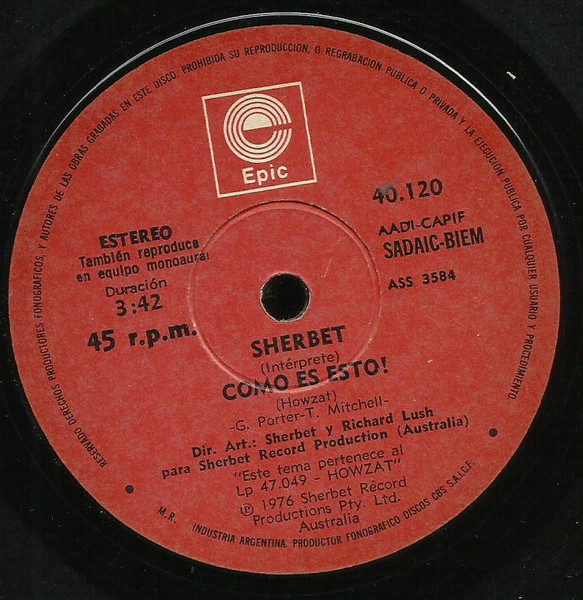 RESERVADO DERECHOS PRODUCTORES FONOGRAFICOS, Y AUTORES DE LAS OBRAS GRABADAS EN ESTE DISCO. PROHIBIDA SU REPRODUCCION, O REGRABACION PUBLICA O PRIVADA Y LA EJECUCION PUBLICA POR CUALQUIER USUARIO Y PROCEDIMIENTO.
Epic
40.120
ESTEREO
También reproduce
en equipo monoaural
Duración
3:42
45 r.p.m.
AADI-CAPIF
SADAIC-BIEM
ASS 3584
SHERBET
(Intérprete)
COMO ES ESTO!
(Howzat)
-G. Porter-T. Mitchell-
Dir. Art.: Sherbet y Richard Lush
para Sherbet Record Production (Australia)
"Este tema pertenece al
Lp 47.049 - HOWZAT"
℗ 1976 Sherbet Record
Productions Pty. Ltd.
Australia
M.R. INDUSTRIA ARGENTINA. PRODUCTOR FONOGRAFICO DISCOS CBS S.A.I.C.F.